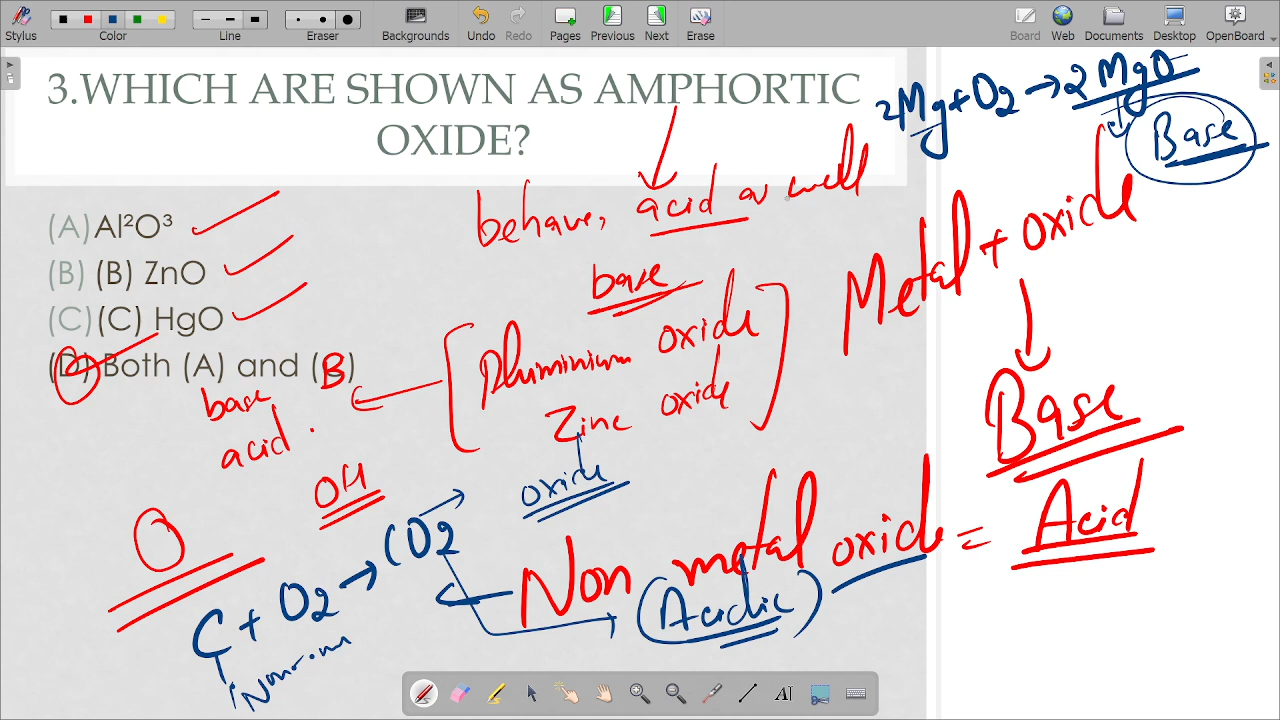 Stylus
Color
Line
Eraser
Backgrounds
Undo
Redo
Pages
Previous
Next
Erase
Board
Web
Documents
Desktop
OpenBoard
3.WHICH ARE SHOWN AS AMPHORTIC
OXIDE?
2Mg+O2→2MgO
Base
behave, acid as well
base
(A) Al²O³
(B) (B) ZnO
(C) (C) HgO
(D) Both (A) and (C)
B
Metal + oxide
Base
Aluminium oxide
Zinc oxide
base
acid.
OH
oxide
O
C + O2 → CO2
Non metal oxide = Acid
(Acidic)